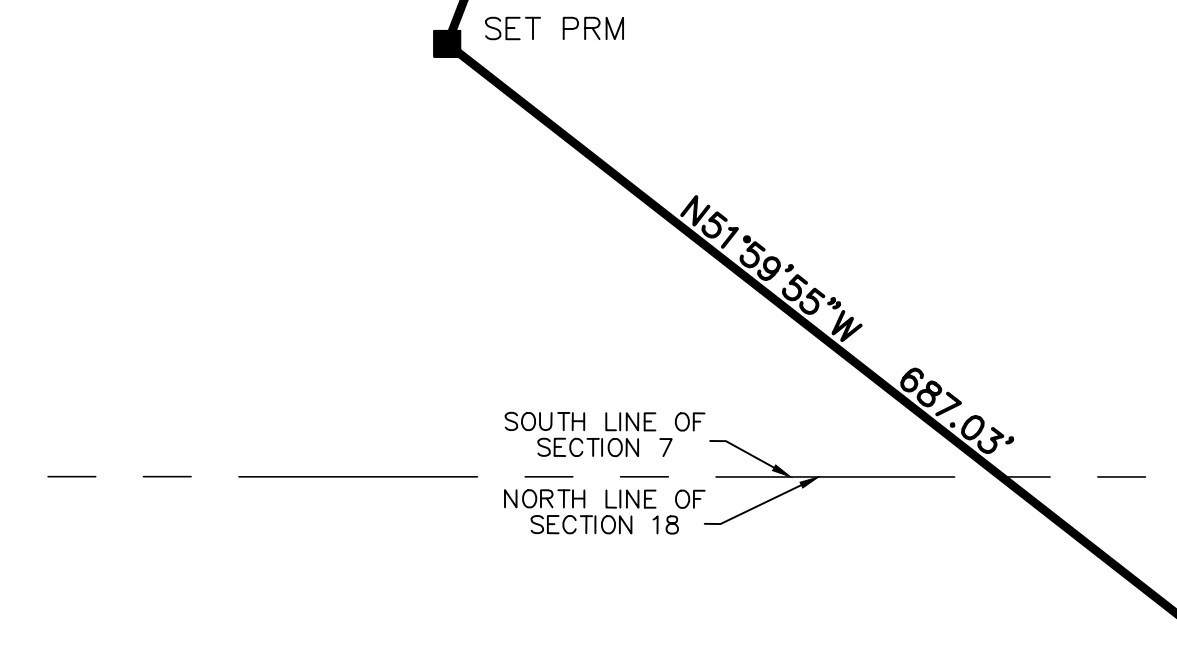 SET PRM
N51°59'55"W
687.03'
SOUTH LINE OF
SECTION 7
NORTH LINE OF
SECTION 18